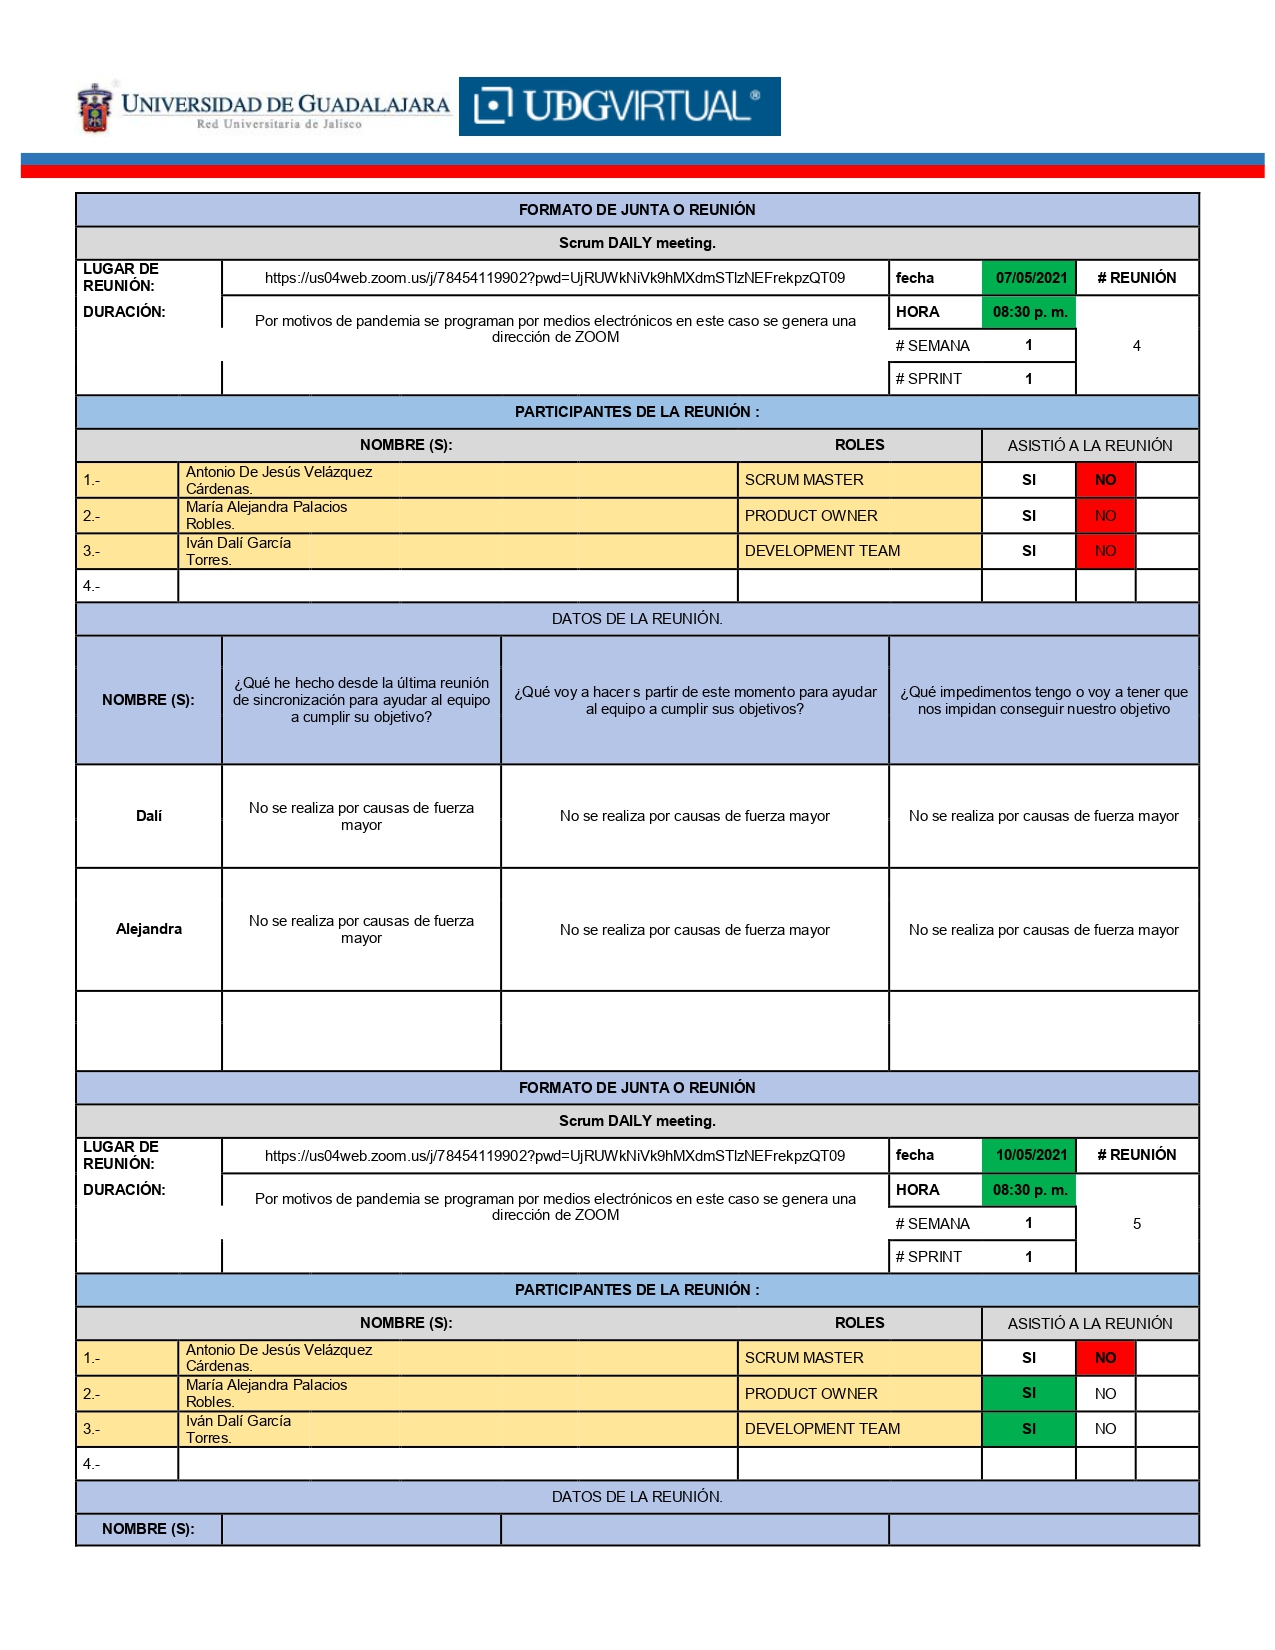 UNIVERSIDAD DE GUADALAJARA
Red Universitaria de Jalisco
UDGVIRTUAL®
FORMATO DE JUNTA O REUNIÓN
Scrum DAILY meeting.
LUGAR DE REUNIÓN: https://us04web.zoom.us/j/78454119902?pwd=UjRUWkNiVk9hMXdmSTlzNEFrekpzQT09 fecha 07/05/2021 # REUNIÓN
DURACIÓN: Por motivos de pandemia se programan por medios electrónicos en este caso se genera una HORA 08:30 p. m.
dirección de ZOOM # SEMANA 1 4
# SPRINT 1
PARTICIPANTES DE LA REUNIÓN :
NOMBRE (S): ROLES ASISTIÓ A LA REUNIÓN
1.- Antonio De Jesús Velázquez Cárdenas. SCRUM MASTER SI NO
2.- María Alejandra Palacios Robles. PRODUCT OWNER SI NO
3.- Iván Dalí García Torres. DEVELOPMENT TEAM SI NO
4.-
DATOS DE LA REUNIÓN.
NOMBRE (S):
¿Qué he hecho desde la última reunión
de sincronización para ayudar al equipo
a cumplir su objetivo?
¿Qué voy a hacer s partir de este momento para ayudar
al equipo a cumplir sus objetivos?
¿Qué impedimentos tengo o voy a tener que
nos impidan conseguir nuestro objetivo
Dalí
No se realiza por causas de fuerza
mayor
No se realiza por causas de fuerza mayor
No se realiza por causas de fuerza mayor
Alejandra
No se realiza por causas de fuerza
mayor
No se realiza por causas de fuerza mayor
No se realiza por causas de fuerza mayor
FORMATO DE JUNTA O REUNIÓN
Scrum DAILY meeting.
LUGAR DE REUNIÓN: https://us04web.zoom.us/j/78454119902?pwd=UjRUWkNiVk9hMXdmSTlzNEFrekpzQT09 fecha 10/05/2021 # REUNIÓN
DURACIÓN: Por motivos de pandemia se programan por medios electrónicos en este caso se genera una HORA 08:30 p. m.
dirección de ZOOM # SEMANA 1 5
# SPRINT 1
PARTICIPANTES DE LA REUNIÓN :
NOMBRE (S): ROLES ASISTIÓ A LA REUNIÓN
1.- Antonio De Jesús Velázquez Cárdenas. SCRUM MASTER SI NO
2.- María Alejandra Palacios Robles. PRODUCT OWNER SI NO
3.- Iván Dalí García Torres. DEVELOPMENT TEAM SI NO
4.-
DATOS DE LA REUNIÓN.
NOMBRE (S):